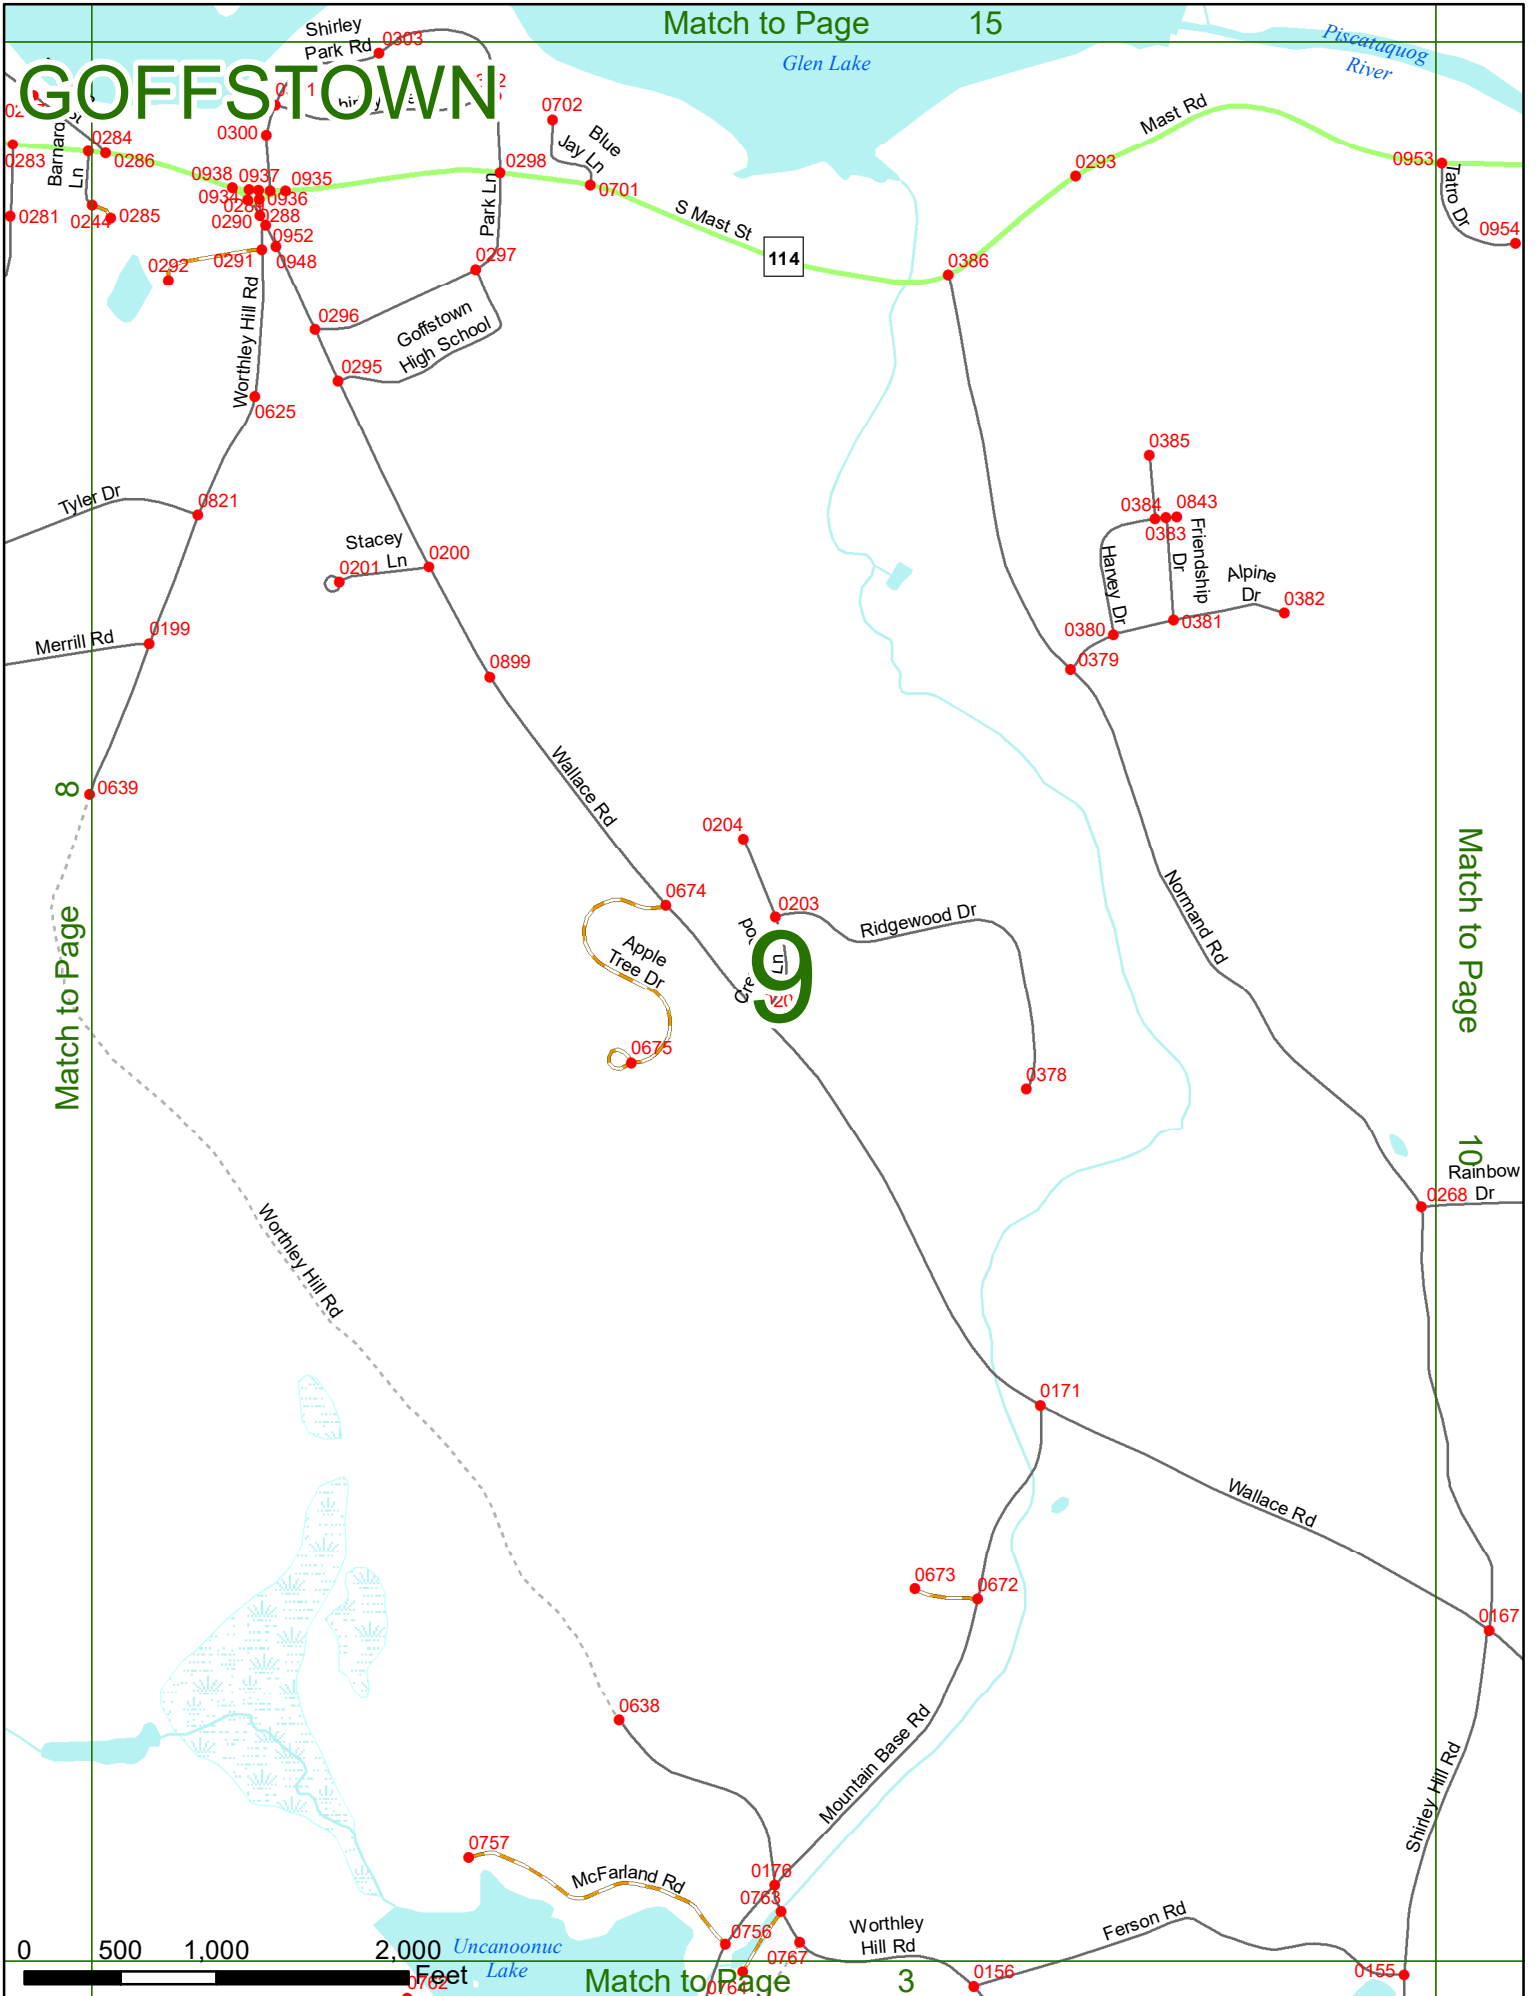 Match to Page 15
Shirley
Park Rd
0303
Glen Lake
Piscataquog
River
GOFFSTOWN
0702
Blue
Jay Ln
Mast Rd
0300
0284
0286
0283
Barnard
Ln
0298
0293
0953
0938
0937
0935
0934
0936
0701
0281
0244
0285
0290
0288
Park Ln
S Mast St
Tatro Dr
0954
0952
0291
0948
0292
0297
114
0386
Worthley Hill Rd
0296
Goffstown
High School
0295
0625
0385
Tyler Dr
0821
0384
0843
0383
Stacey
Ln
0200
0201
Harvey Dr
Friendship
Dr
Alpine
Dr
0382
Merrill Rd
0199
0380
0381
0899
0379
8
0639
Wallace Rd
0204
Match to Page
0674
0203
Ridgewood Dr
Normand Rd
Match to Page
Apple
Tree Dr
Ln
9
0675
0378
10
Rainbow
Dr
0268
Worthley Hill Rd
0171
Wallace Rd
0673
0672
0167
0638
Mountain Base Rd
Shirley Hill Rd
0757
McFarland Rd
0176
0763
0756
Worthley
Hill Rd
Ferson Rd
0767
0 500 1,000 2,000
Feet
Uncanoonuc
Lake
0762
0764
Match to Page 3
0156
0155